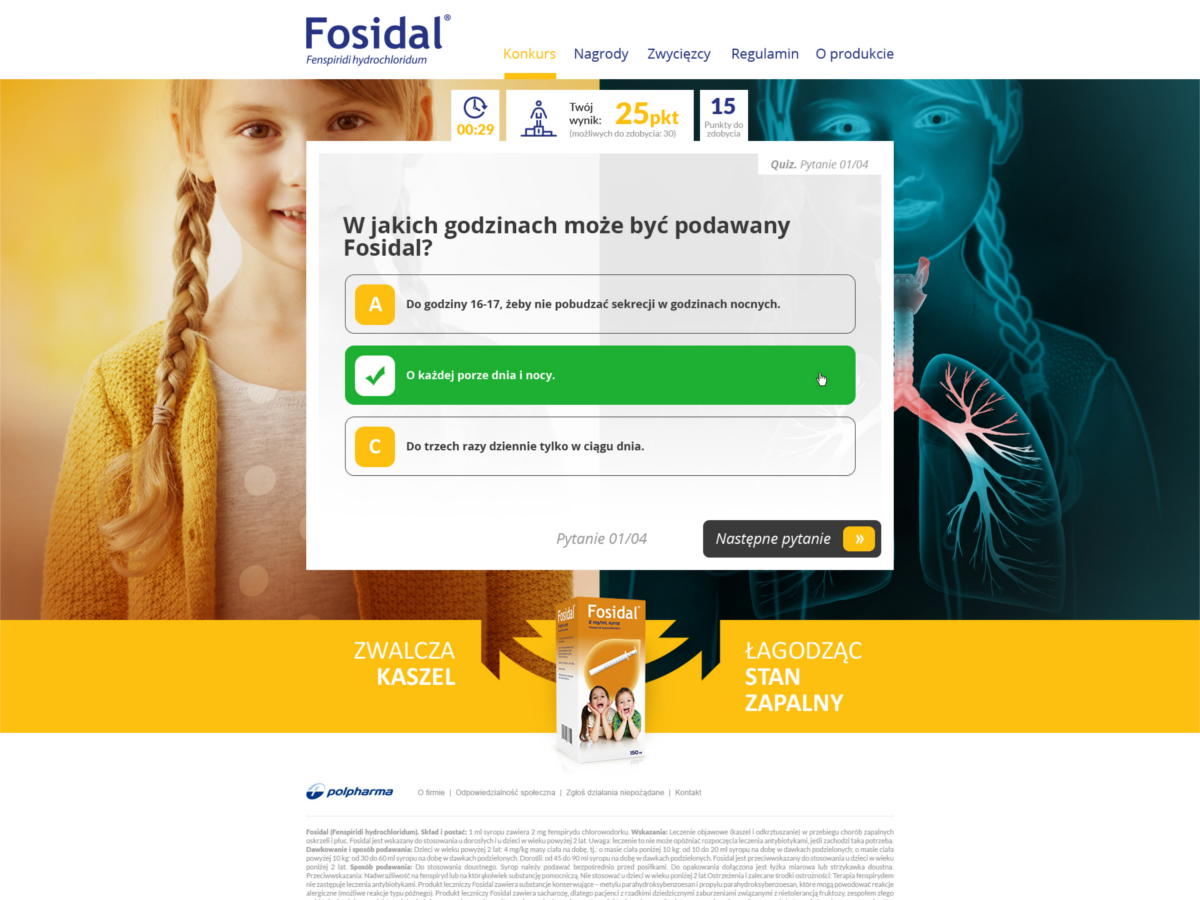 Fosidal®
Fenspiridi hydrochloridum
Konkurs Nagrody Zwycięzcy Regulamin O produkcie
00:29
Twój wynik: 25pkt
(możliwych do zdobycia: 30)
15
Punkty do
zdobycia
Quiz. Pytanie 01/04
W jakich godzinach może być podawany
Fosidal?
A Do godziny 16-17, żeby nie pobudzać sekrecji w godzinach nocnych.
O każdej porze dnia i nocy.
C Do trzech razy dziennie tylko w ciągu dnia.
Pytanie 01/04
Następne pytanie »
ZWALCZA
KASZEL
Fosidal
Fosidal
2 mg/ml, syrop
150 ml
ŁAGODZĄC
STAN
ZAPALNY
polpharma
O firmie | Odpowiedzialność społeczna | Zgłoś działania niepożądane | Kontakt
Fosidal (Fenspiridi hydrochloridum). Skład i postać: 1 ml syropu zawiera 2 mg fenspirydu chlorowodorku. Wskazania: Leczenie objawowe (kaszel i odkrztuszanie) w przebiegu chorób zapalnych
oskrzeli i płuc. Fosidal jest wskazany do stosowania u dorosłych i u dzieci w wieku powyżej 2 lat. Uwaga: leczenie to nie może opóźniać rozpoczęcia leczenia antybiotykami, jeśli zachodzi taka potrzeba.
Dawkowanie i sposób podawania: Dzieci w wieku powyżej 2 lat: 4 mg/kg masy ciała na dobę, tj.: o masie ciała poniżej 10 kg: od 10 do 20 ml syropu na dobę w dawkach podzielonych; o masie ciała
powyżej 10 kg: od 30 do 60 ml syropu na dobę w dawkach podzielonych. Dorośli: od 45 do 90 ml syropu na dobę w dawkach podzielonych. Fosidal jest przeciwwskazany do stosowania u dzieci w wieku
poniżej 2 lat. Sposób podawania: Do stosowania doustnego. Syrop należy podawać bezpośrednio przed posiłkami. Do opakowania dołączona jest łyżka miarowa lub strzykawka doustna.
Przeciwwskazania: Nadwrażliwość na fenspiryd lub na którąkolwiek substancję pomocniczą. Nie stosować u dzieci w wieku poniżej 2 lat Ostrzeżenia i zalecane środki ostrożności: Terapia fenspirydem
nie zastępuje leczenia antybiotykami. Produkt leczniczy Fosidal zawiera substancje konserwujące – metylu parahydroksybenzoesan i propylu parahydroksybenzoesan, które mogą powodować reakcje
alergiczne (możliwe reakcje typu późnego). Produkt leczniczy Fosidal zawiera sacharozę, dlatego pacjenci z rzadkimi dziedzicznymi zaburzeniami związanymi z nietolerancją fruktozy, zespołem złego